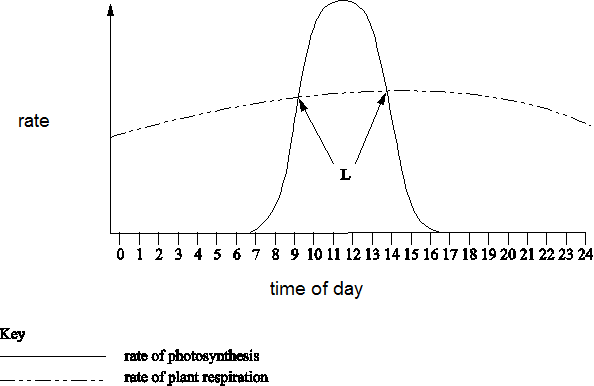 rate
L
0 1 2 3 4 5 6 7 8 9 10 11 12 13 14 15 16 17 18 19 20 21 22 23 24
time of day
Key
rate of photosynthesis
rate of plant respiration